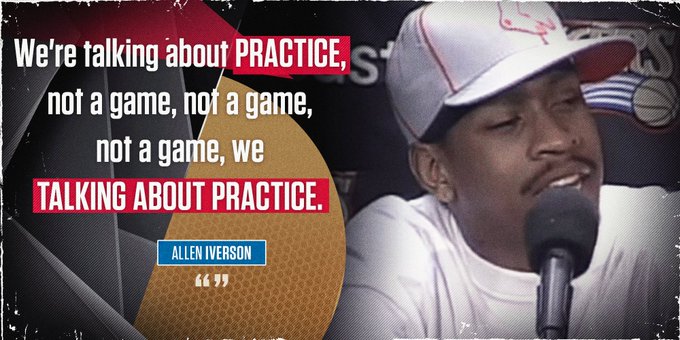 We're talking about PRACTICE,
not a game, not a game,
not a game, we
TALKING ABOUT PRACTICE.
ALLEN IVERSON
“”